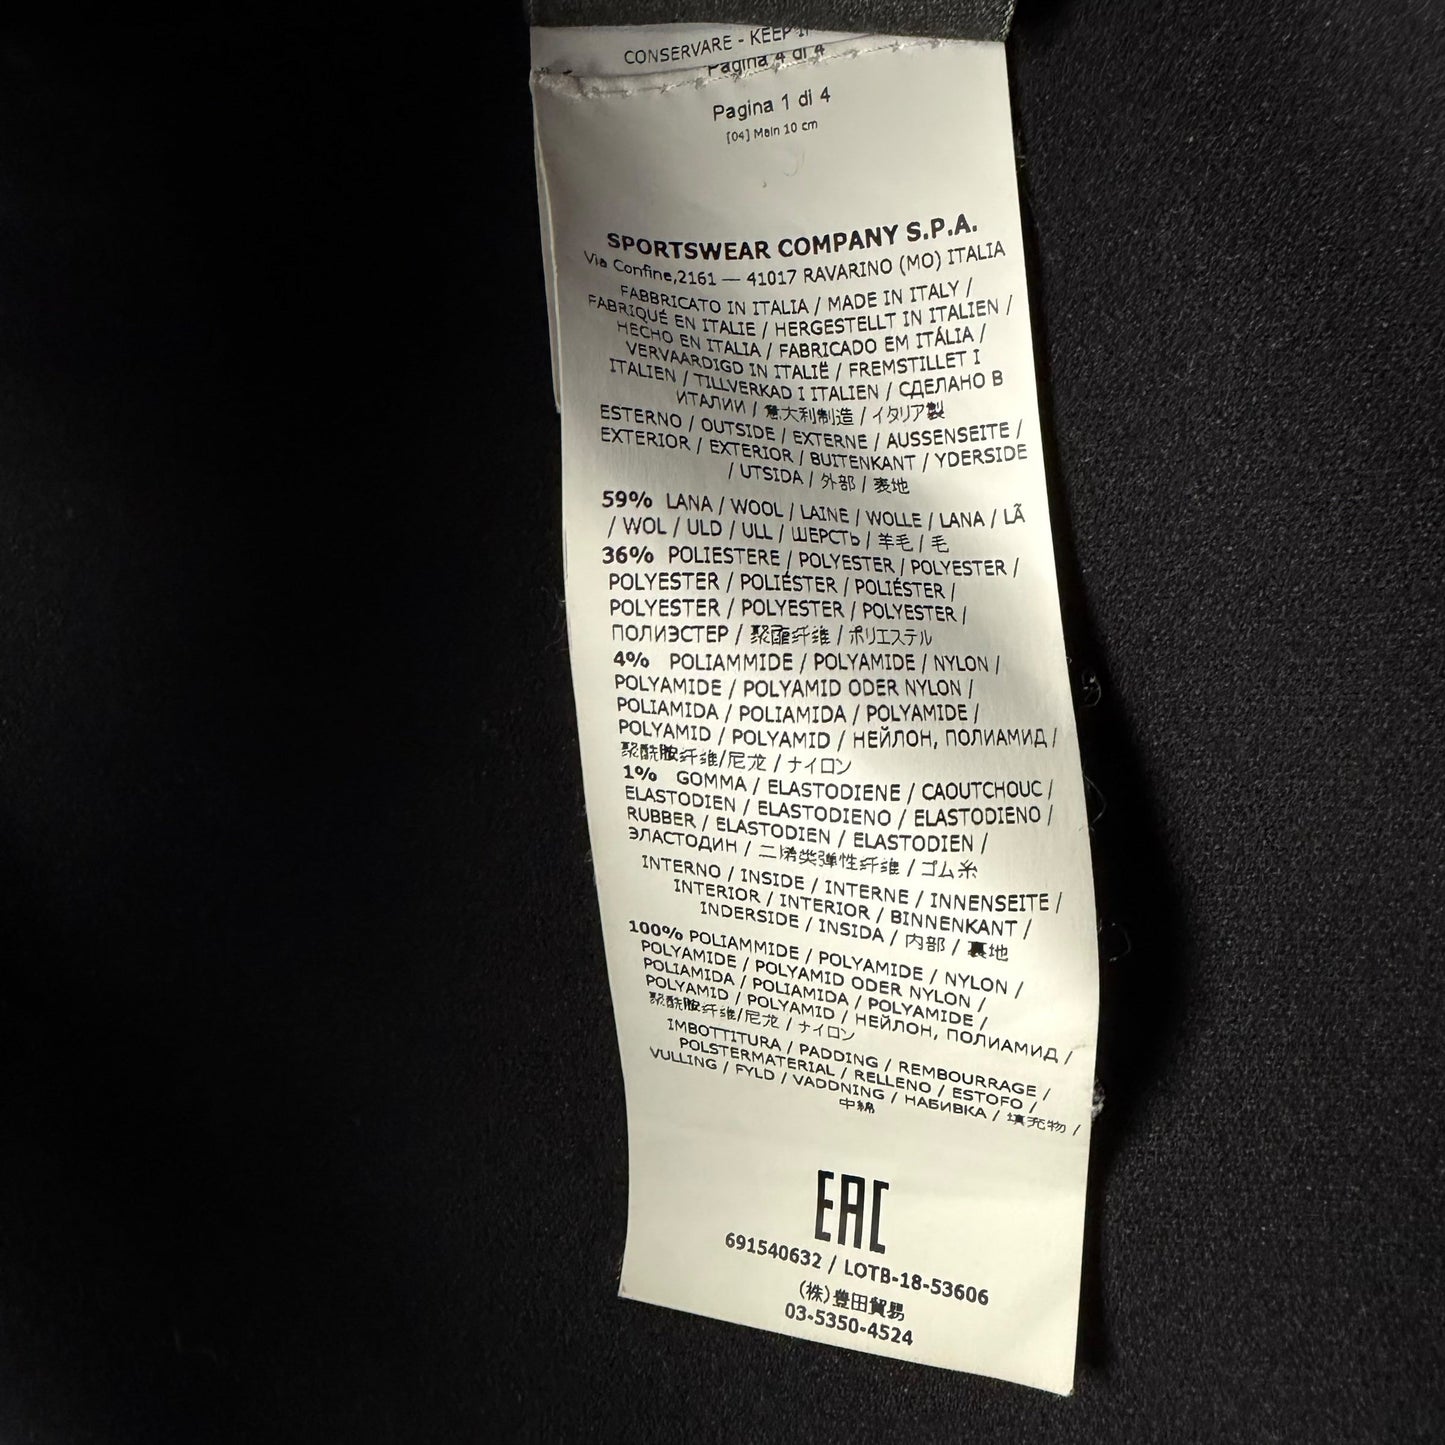 CONSERVARE - KEEP
Pagina 4 di 4
Pagina 1 di 4
[04] Main 10 cm
SPORTSWEAR COMPANY S.P.A.
Via Confine,2161 — 41017 RAVARINO (MO) ITALIA
FABBRICATO IN ITALIA / MADE IN ITALY /
FABRIQUÉ EN ITALIE / HERGESTELLT IN ITALIEN /
HECHO EN ITALIA / FABRICADO EM ITÁLIA /
VERVAARDIGD IN ITALIË / FREMSTILLET I
ITALIEN / TILLVERKAD I ITALIEN / СДЕЛАНО В
ИТАЛИИ / 意大利制造 / イタリア製
ESTERNO / OUTSIDE / EXTERNE / AUSSENSEITE /
EXTERIOR / EXTERIOR / BUITENKANT / YDERSIDE
/ UTSIDA / 外部 / 表地
59% LANA / WOOL / LAINE / WOLLE / LANA / LÃ
/ WOL / ULD / ULL / ШЕРСТЬ / 羊毛 / 毛
36% POLIESTERE / POLYESTER / POLYESTER /
POLYESTER / POLIÉSTER / POLIÉSTER /
POLYESTER / POLYESTER / POLYESTER /
ПОЛИЭСТЕР / 聚酯纤维 / ポリエステル
4% POLIAMMIDE / POLYAMIDE / NYLON /
POLYAMIDE / POLYAMID ODER NYLON /
POLIAMIDA / POLIAMIDA / POLYAMIDE /
POLYAMID / POLYAMID / НЕЙЛОН, ПОЛИАМИД /
聚酰胺纤维/尼龙 / ナイロン
1% GOMMA / ELASTODIENE / CAOUTCHOUC /
ELASTODIEN / ELASTODIENO / ELASTODIENO /
RUBBER / ELASTODIEN / ELASTODIEN /
ЭЛАСТОДИН / 二烯类弹性纤维 / ゴム糸
INTERNO / INSIDE / INTERNE / INNENSEITE /
INTERIOR / INTERIOR / BINNENKANT /
INDERSIDE / INSIDA / 内部 / 裏地
100% POLIAMMIDE / POLYAMIDE / NYLON /
POLYAMIDE / POLYAMID ODER NYLON /
POLIAMIDA / POLIAMIDA / POLYAMIDE /
POLYAMID / POLYAMID / НЕЙЛОН, ПОЛИАМИД /
聚酰胺纤维/尼龙 / ナイロン
IMBOTTITURA / PADDING / REMBOURRAGE /
POLSTERMATERIAL / RELLENO / ESTOFO /
VULLING / FYLD / VADDNING / НАБИВКА / 填充物 /
中綿
EAC
691540632 / LOTB-18-53606
(株)豊田貿易
03-5350-4524